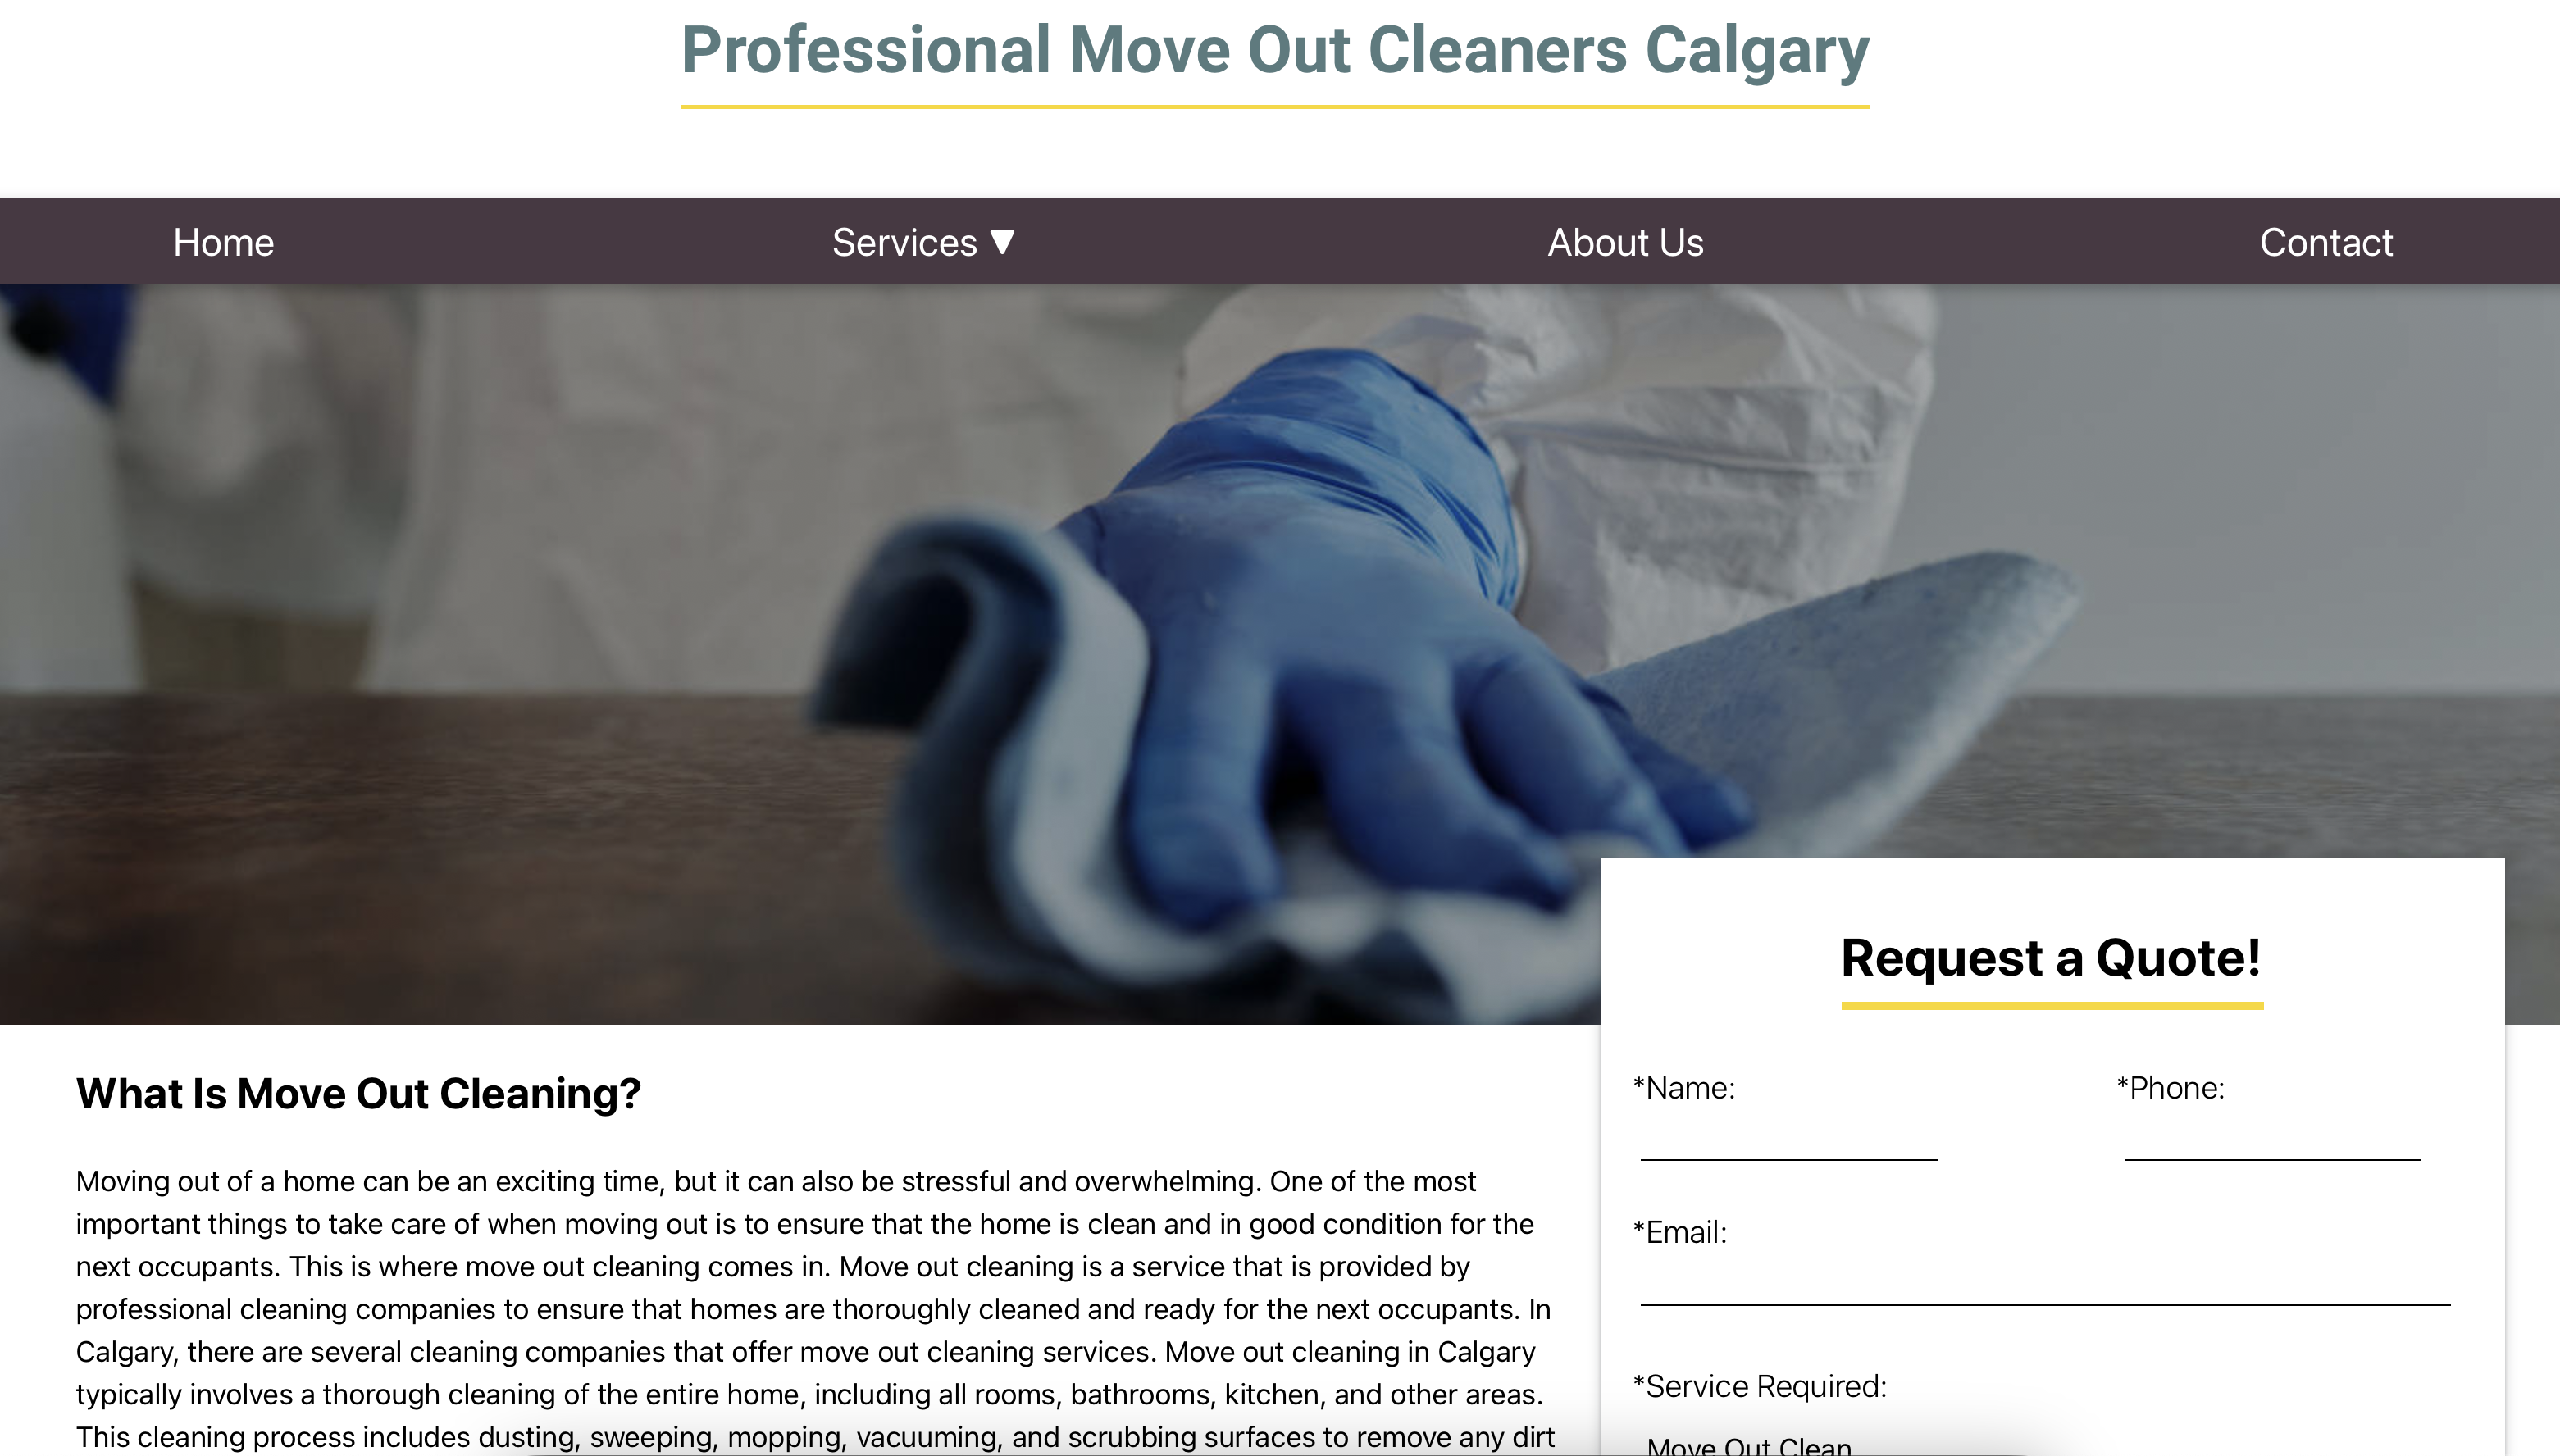 Professional Move Out Cleaners Calgary
Home Services ▼ About Us Contact
Request a Quote!
*Name: *Phone:
*Email:
*Service Required:
Move Out Clean
What Is Move Out Cleaning?
Moving out of a home can be an exciting time, but it can also be stressful and overwhelming. One of the most
important things to take care of when moving out is to ensure that the home is clean and in good condition for the
next occupants. This is where move out cleaning comes in. Move out cleaning is a service that is provided by
professional cleaning companies to ensure that homes are thoroughly cleaned and ready for the next occupants. In
Calgary, there are several cleaning companies that offer move out cleaning services. Move out cleaning in Calgary
typically involves a thorough cleaning of the entire home, including all rooms, bathrooms, kitchen, and other areas.
This cleaning process includes dusting, sweeping, mopping, vacuuming, and scrubbing surfaces to remove any dirt